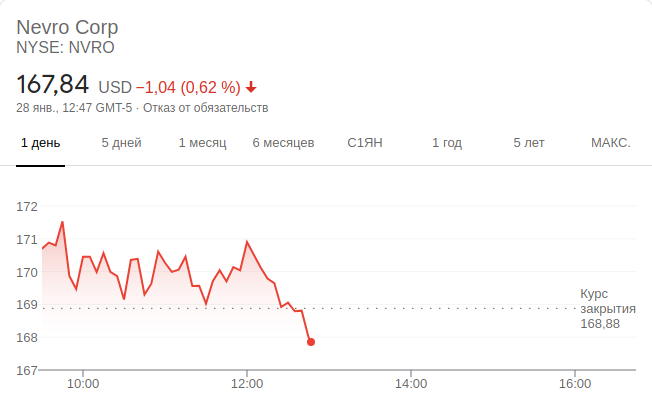 Nevro Corp
NYSE: NVRO
167,84 USD −1,04 (0,62 %)
28 янв., 12:47 GMT-5 · Отказ от обязательств
1 день 5 дней 1 месяц 6 месяцев С1ЯН 1 год 5 лет МАКС.
172
171
170
169
168
167
Курс
закрытия
168,88
10:00 12:00 14:00 16:00